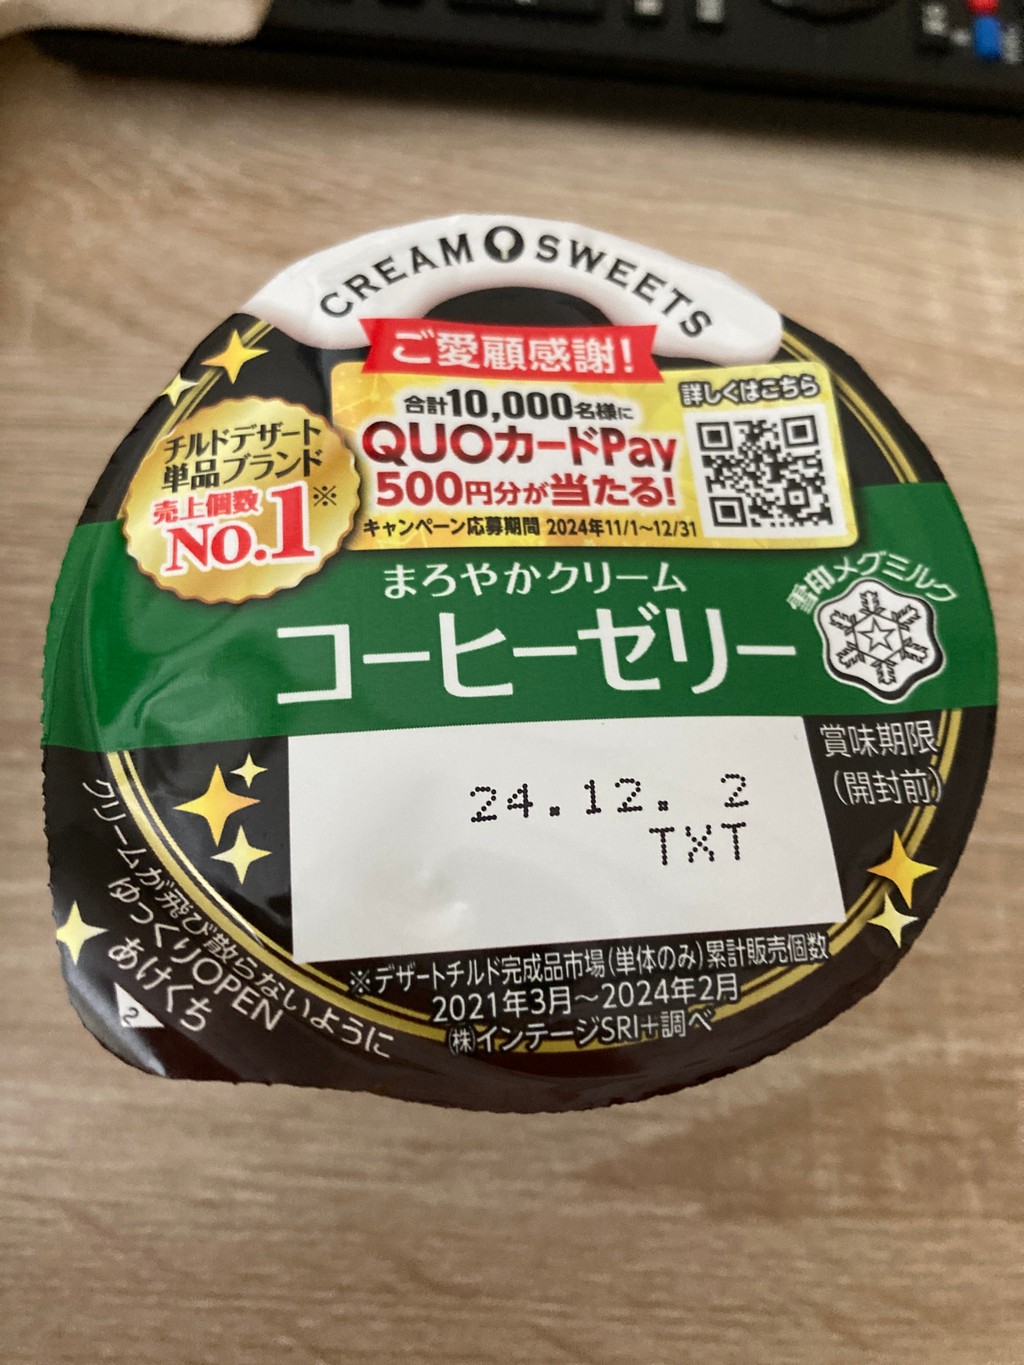 CREAM SWEETS
ご愛顧感謝!
合計10,000名様に
QUOカードPay
500円分が当たる!
キャンペーン応募期間 2024年11/1〜12/31
詳しくはこちら
チルドデザート
単品ブランド
売上個数
No.1※
まろやかクリーム
コーヒーゼリー
雪印メグミルク
賞味期限
(開封前)
24.12. 2
TXT
※デザートチルド完成品市場(単体のみ)累計販売個数
2021年3月〜2024年2月
㈱インテージSRI+調べ
クリームが飛び散らないように
ゆっくりOPEN
あけくち
2